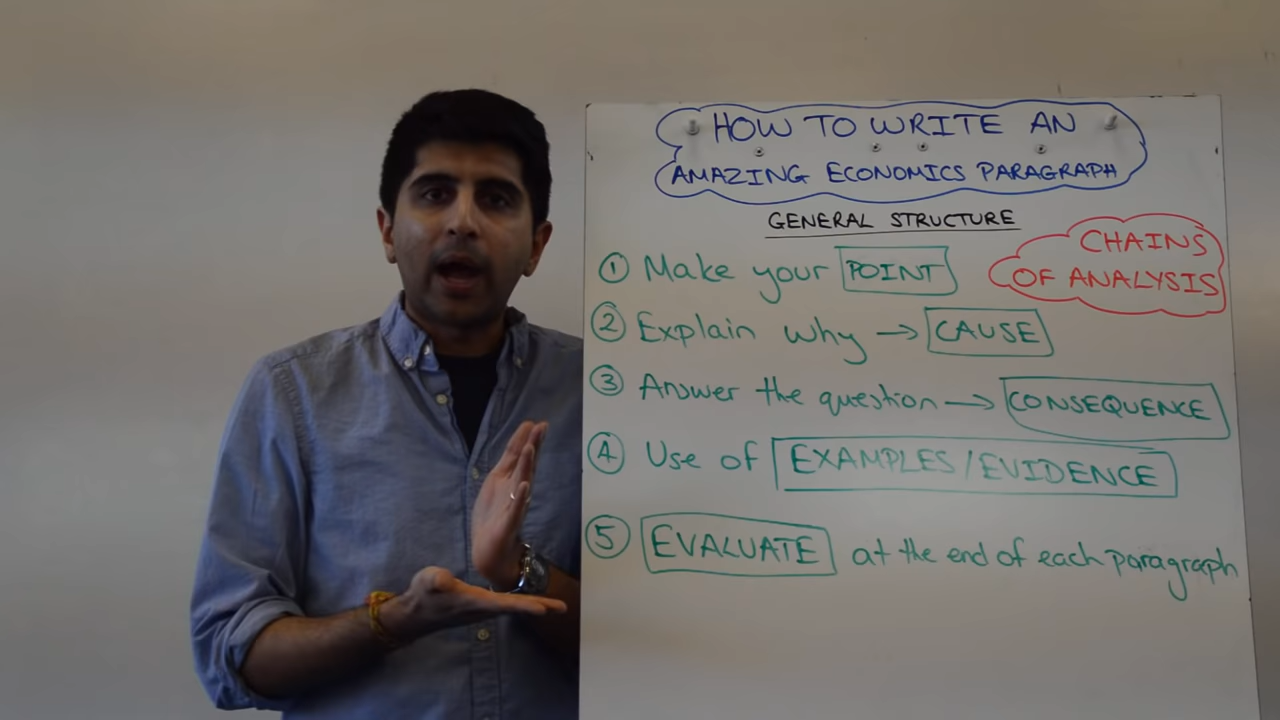 HOW TO WRITE AN
AMAZING ECONOMICS PARAGRAPH
GENERAL STRUCTURE
CHAINS
OF ANALYSIS
① Make your POINT
② Explain why → CAUSE
③ Answer the question → CONSEQUENCE
④ Use of EXAMPLES/EVIDENCE
⑤ EVALUATE at the end of each paragraph